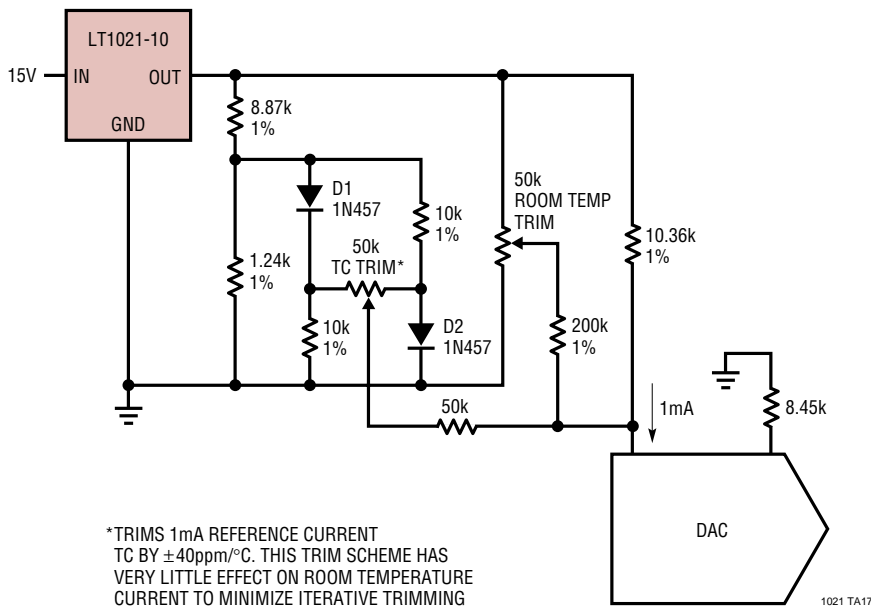 LT1021-10
15V
IN
OUT
GND
8.87k
1%
D1
1N457
50k
TC TRIM*
10k
1%
50k
ROOM TEMP
TRIM
10.36k
1%
1.24k
1%
10k
1%
D2
1N457
200k
1%
50k
1mA
8.45k
DAC
*TRIMS 1mA REFERENCE CURRENT
TC BY ±40ppm/°C. THIS TRIM SCHEME HAS
VERY LITTLE EFFECT ON ROOM TEMPERATURE
CURRENT TO MINIMIZE ITERATIVE TRIMMING
1021 TA17